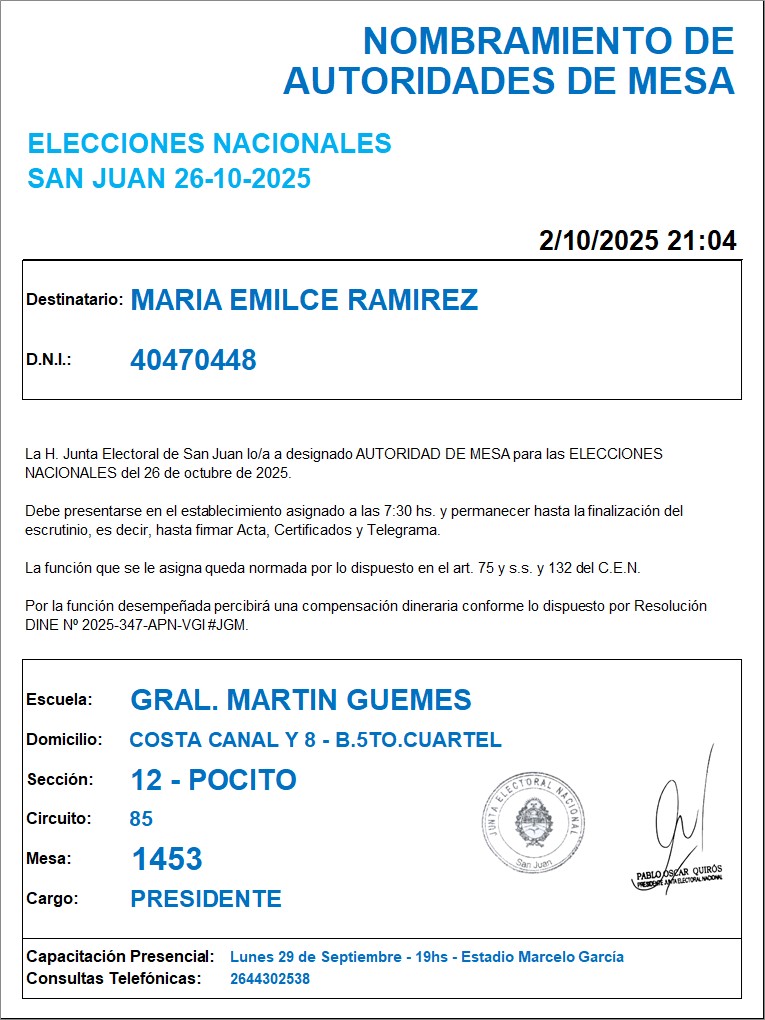 NOMBRAMIENTO DE
AUTORIDADES DE MESA
ELECCIONES NACIONALES
SAN JUAN 26-10-2025
2/10/2025 21:04
Destinatario: MARIA EMILCE RAMIREZ
D.N.I.: 40470448
La H. Junta Electoral de San Juan lo/a a designado AUTORIDAD DE MESA para las ELECCIONES
NACIONALES del 26 de octubre de 2025.
Debe presentarse en el establecimiento asignado a las 7:30 hs. y permanecer hasta la finalización del
escrutinio, es decir, hasta firmar Acta, Certificados y Telegrama.
La función que se le asigna queda normada por lo dispuesto en el art. 75 y s.s. y 132 del C.E.N.
Por la función desempeñada percibirá una compensación dineraria conforme lo dispuesto por Resolución
DINE Nº 2025-347-APN-VGI#JGM.
Escuela: GRAL. MARTIN GUEMES
Domicilio: COSTA CANAL Y 8 - B.5TO.CUARTEL
Sección: 12 - POCITO
Circuito: 85
Mesa: 1453
Cargo: PRESIDENTE
JUNTA ELECTORAL NACIONAL
San Juan
PABLO OSCAR QUIRÓS
PRESIDENTE JUNTA ELECTORAL NACIONAL
Capacitación Presencial: Lunes 29 de Septiembre - 19hs - Estadio Marcelo García
Consultas Telefónicas: 2644302538